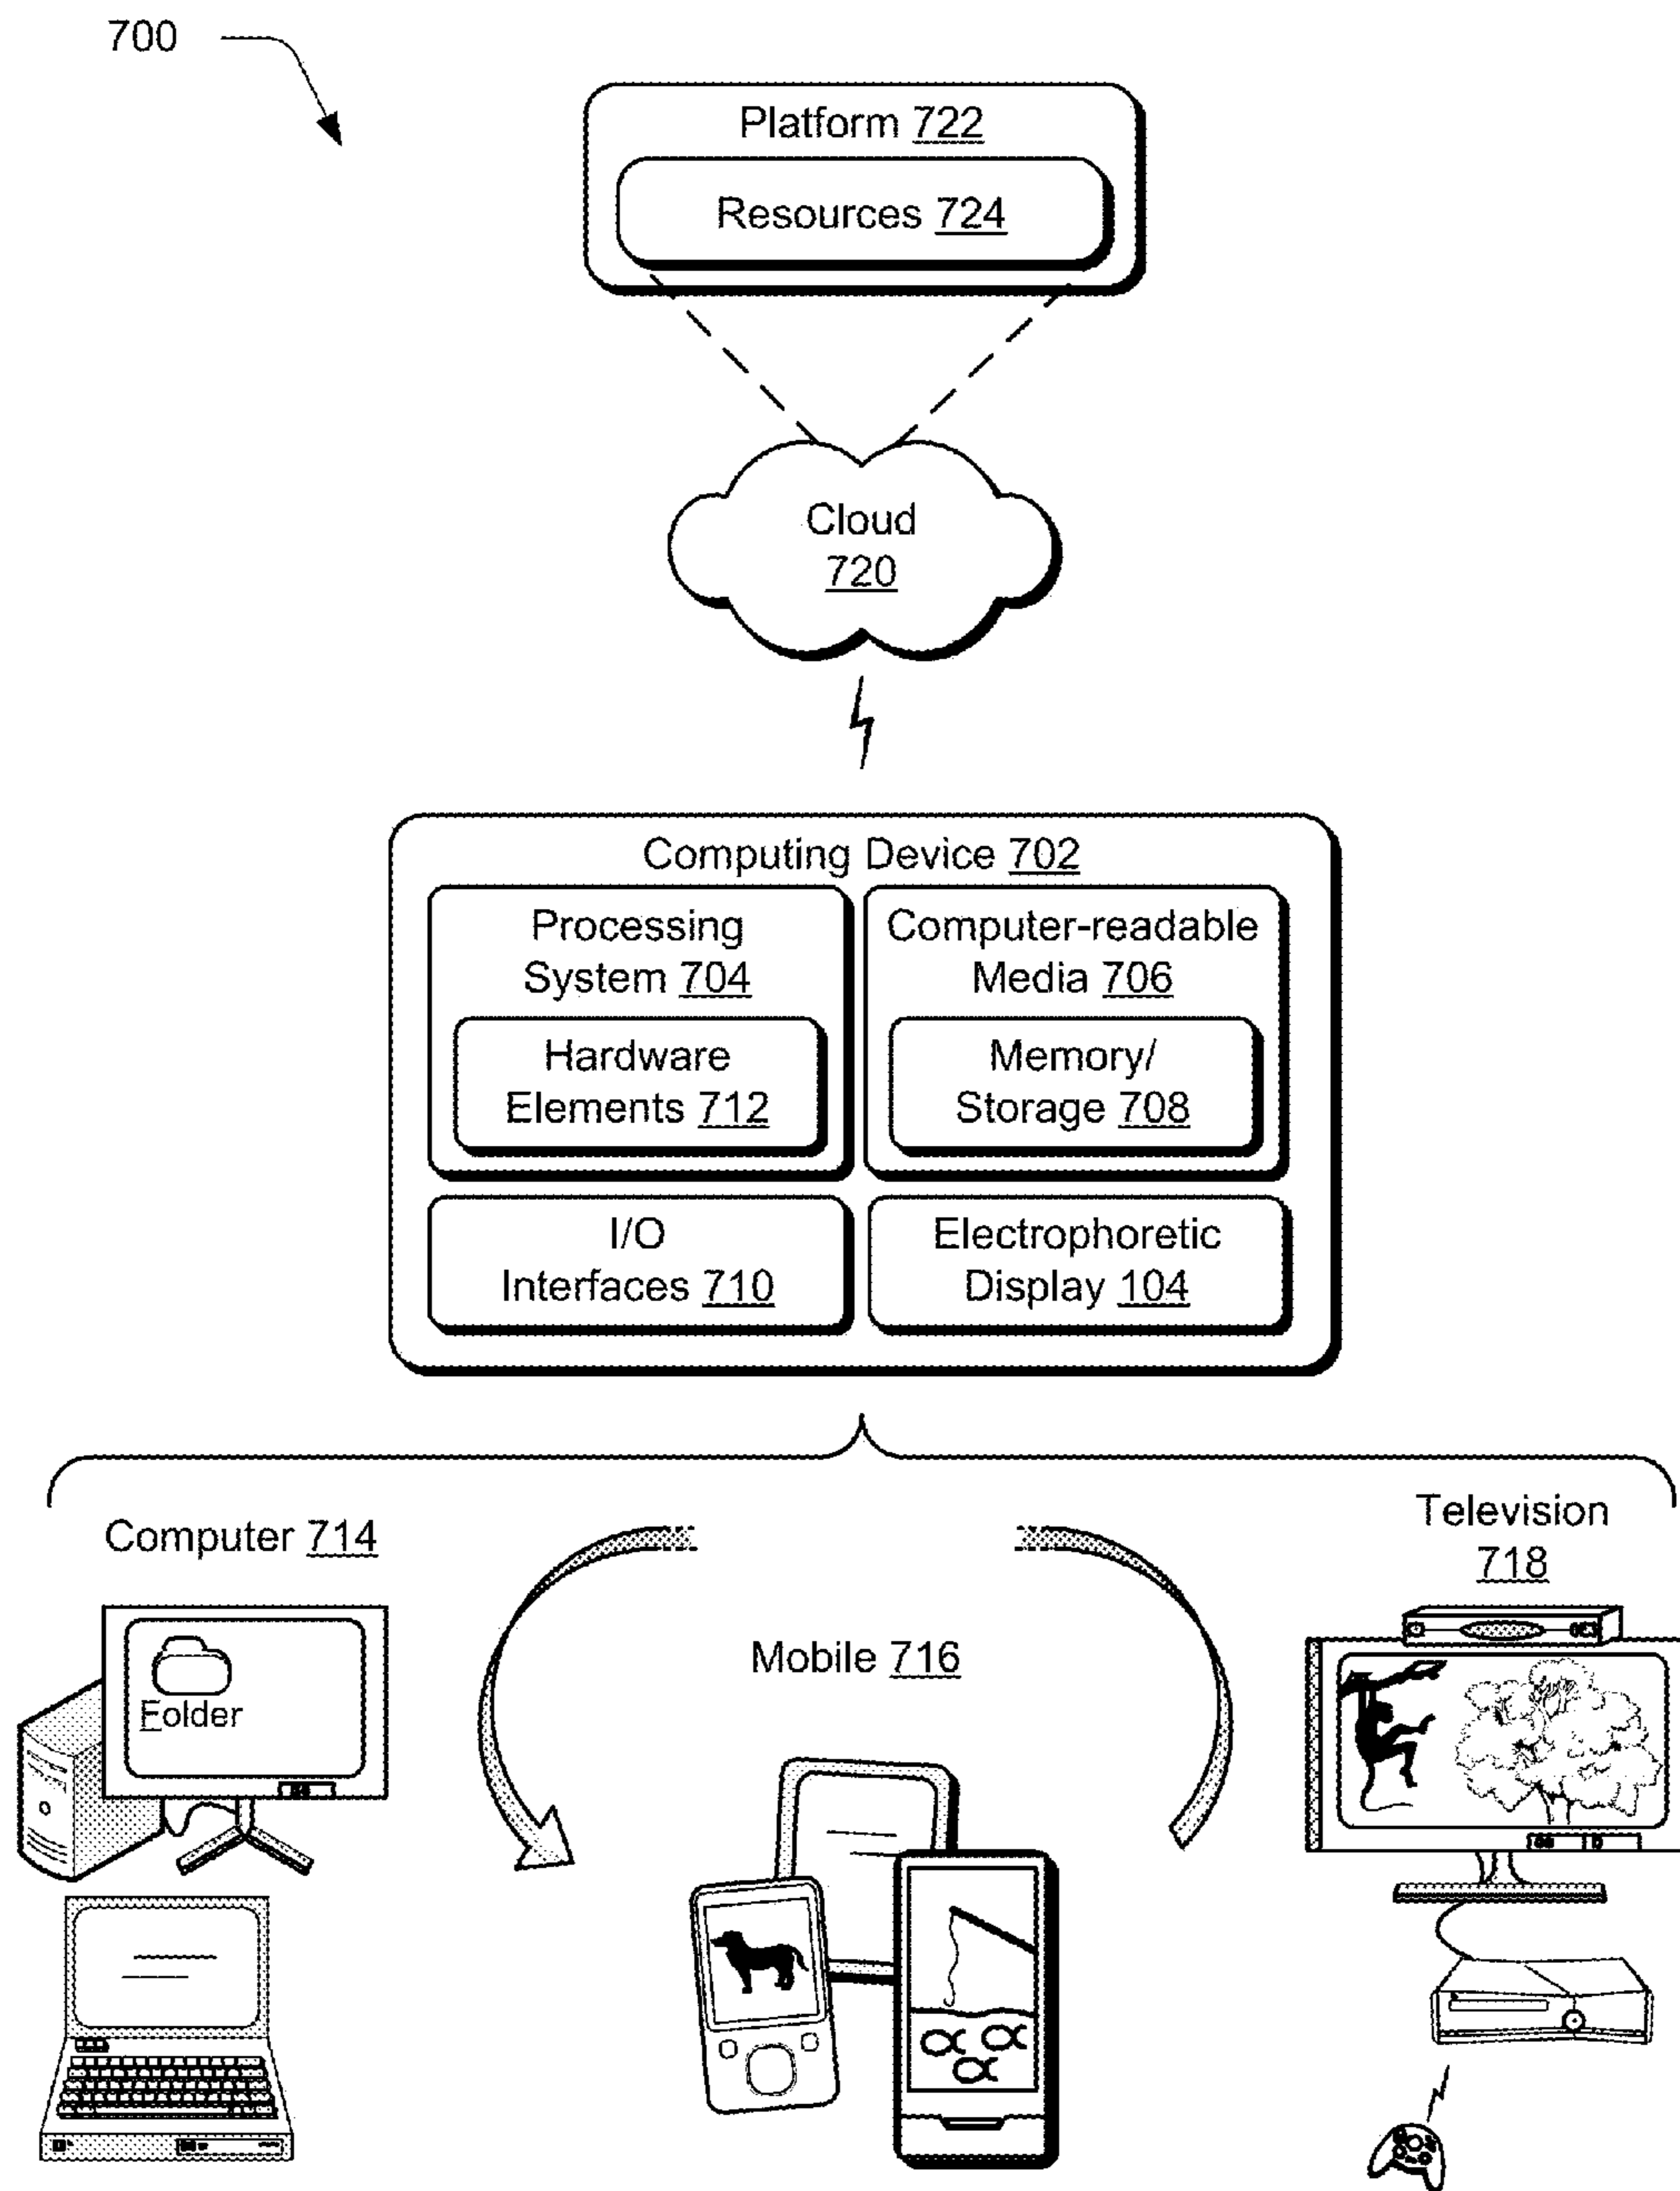 700
Platform 722
Resources 724
Cloud
720
Computing Device 702
Processing
System 704
Hardware
Elements 712
Computer-readable
Media 706
Memory/
Storage 708
I/O
Interfaces 710
Electrophoretic
Display 104
Computer 714
Folder
Mobile 716
Television
718